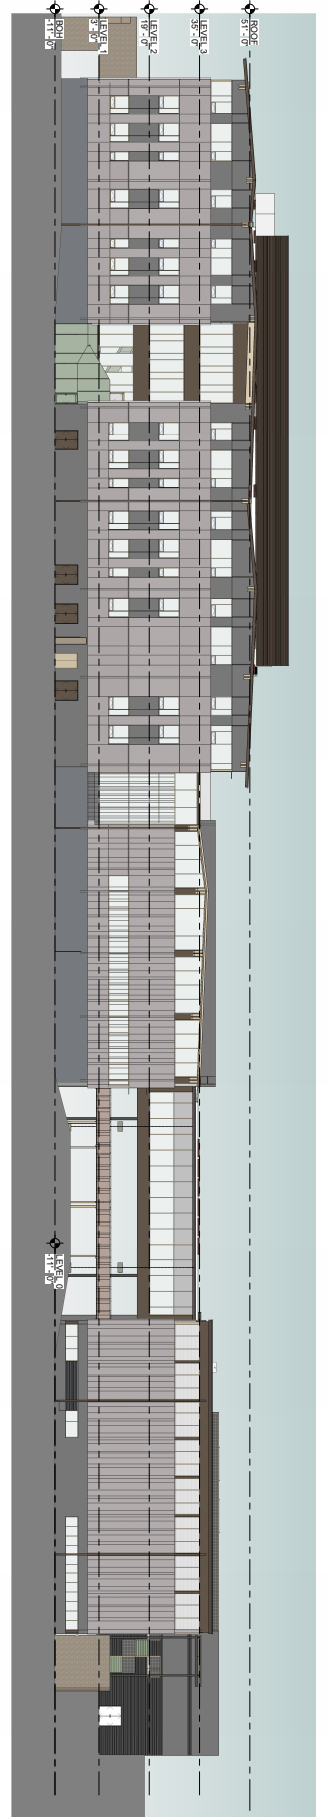 ROOF
51' - 0"
LEVEL 3
35' - 0"
LEVEL 2
19' - 0"
LEVEL 1
3' - 0"
BOH
-11' - 0"
LEVEL 0
-11' - 0"